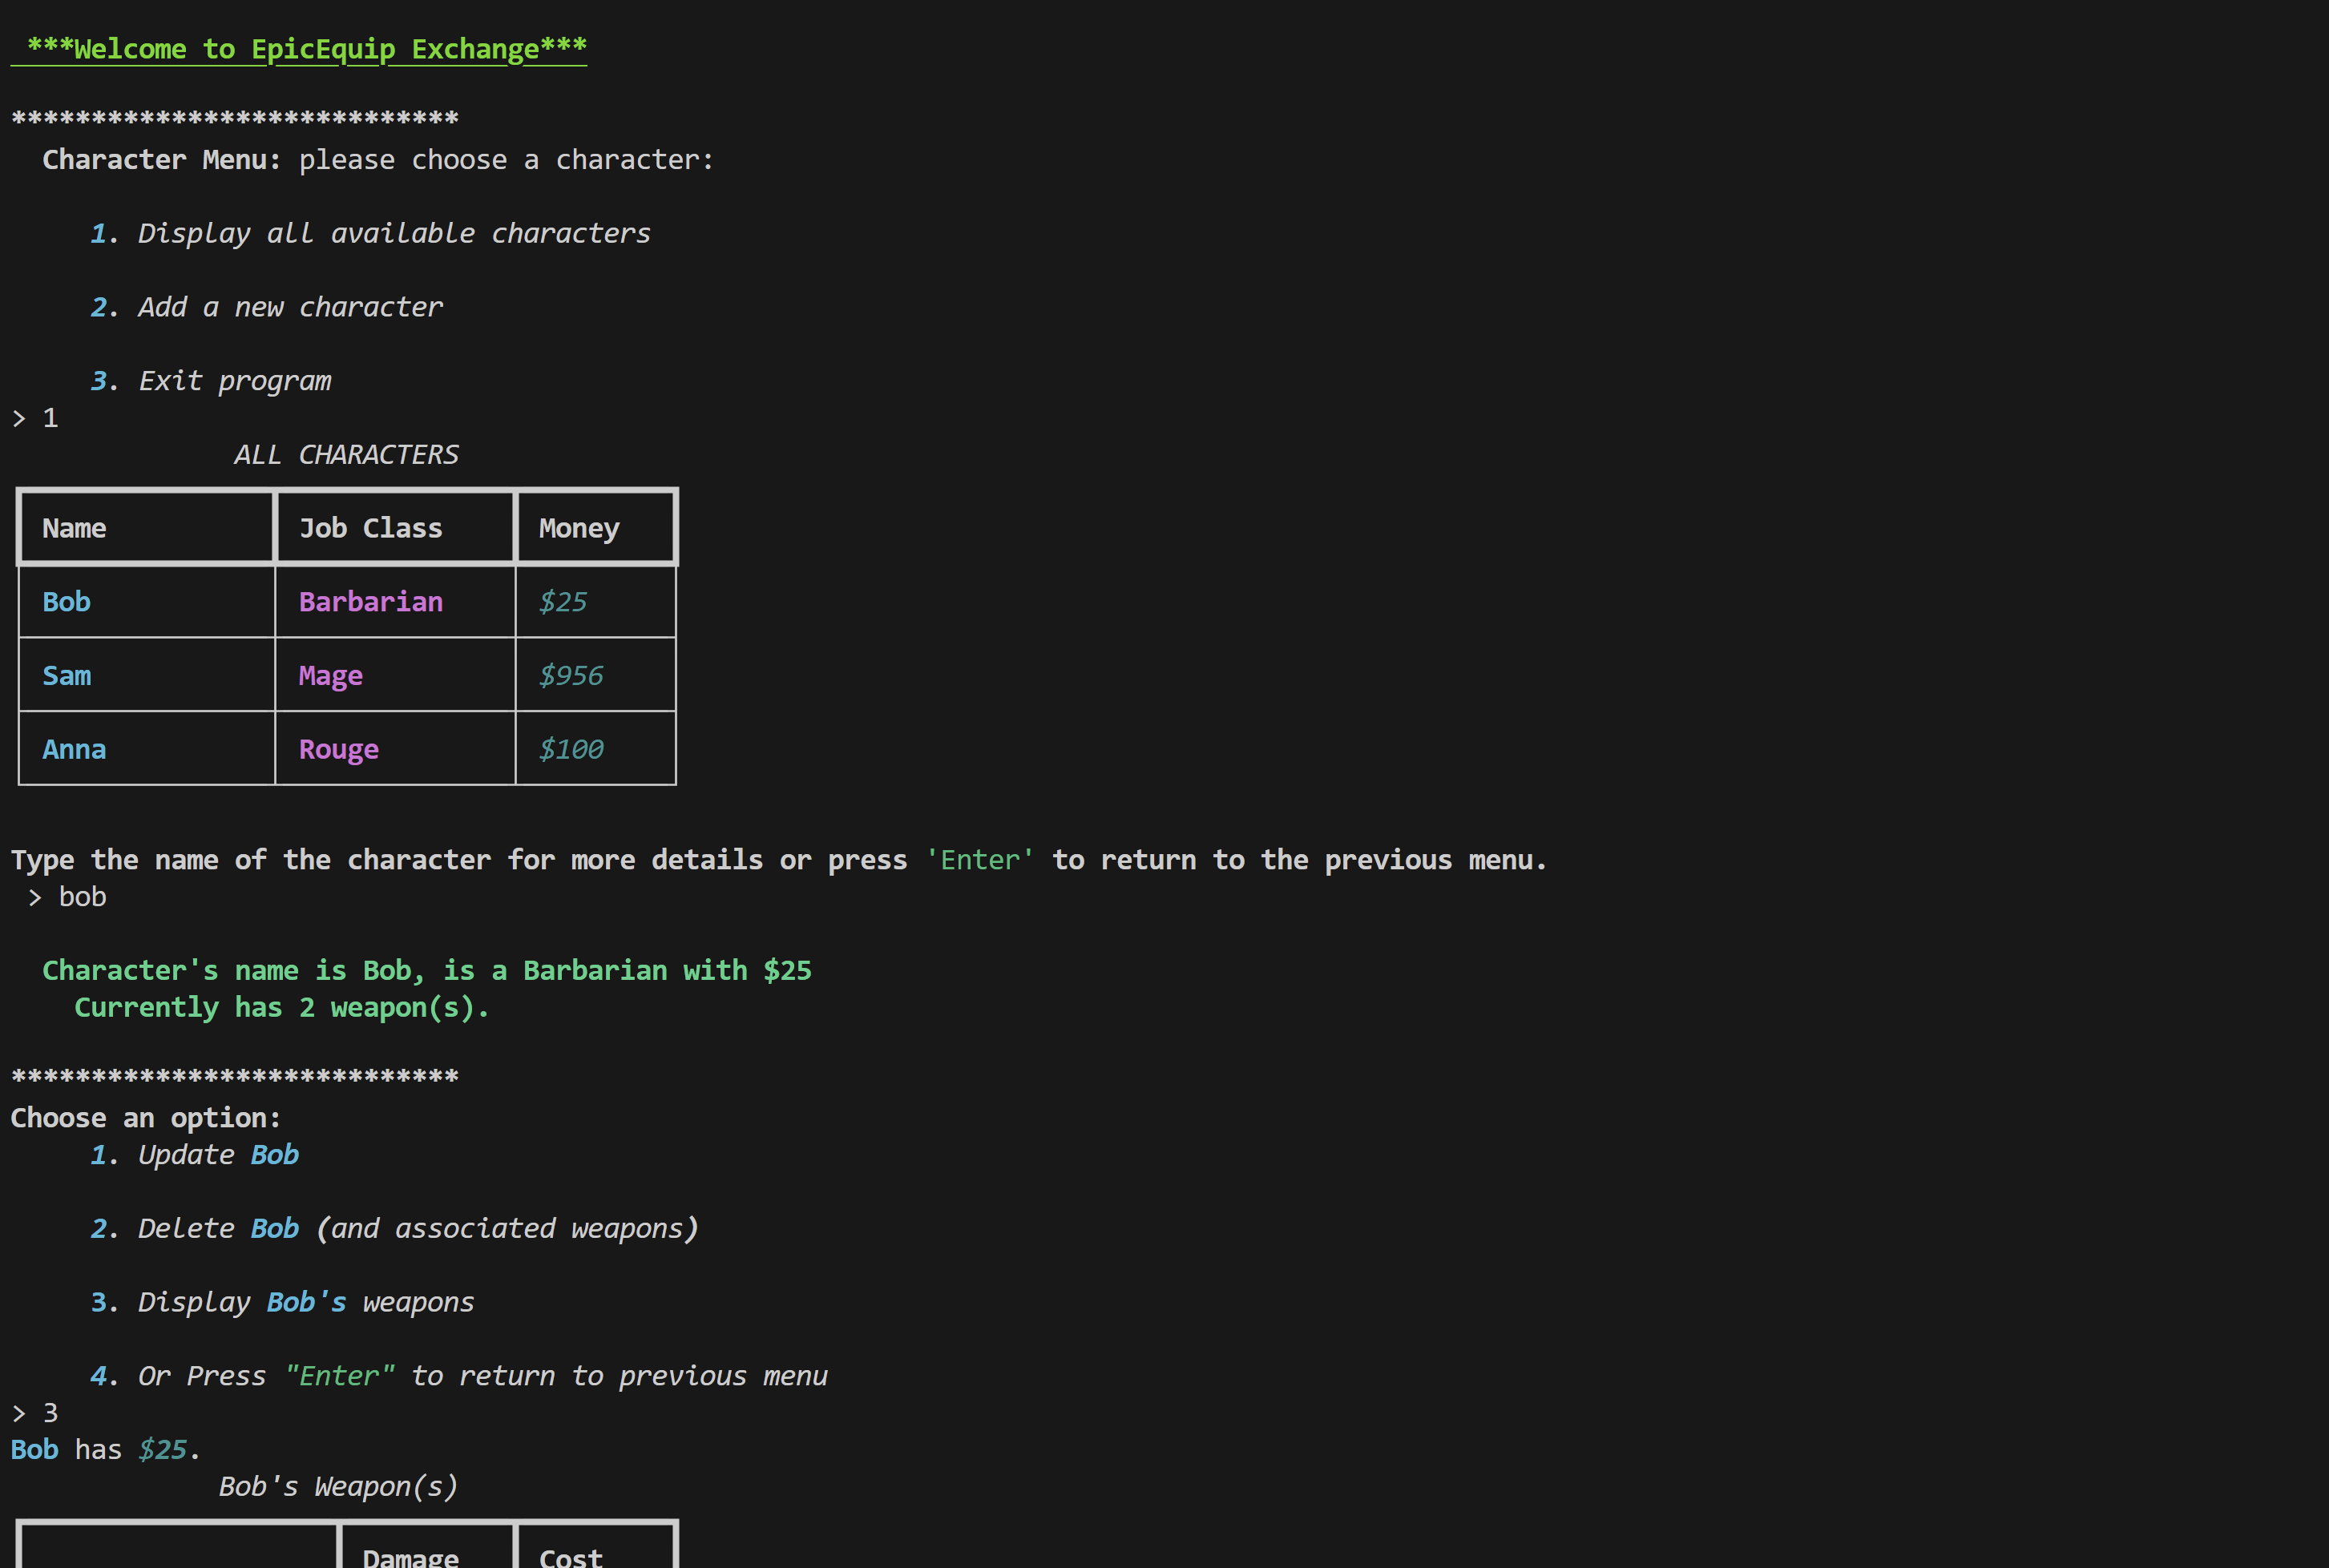 ***Welcome to EpicEquip Exchange***
****************************
Character Menu: please choose a character:
1. Display all available characters
2. Add a new character
3. Exit program
> 1
ALL CHARACTERS
Name Job Class Money
Bob Barbarian $25
Sam Mage $956
Anna Rouge $100
Type the name of the character for more details or press 'Enter' to return to the previous menu.
> bob
Character's name is Bob, is a Barbarian with $25
Currently has 2 weapon(s).
****************************
Choose an option:
1. Update Bob
2. Delete Bob (and associated weapons)
3. Display Bob's weapons
4. Or Press "Enter" to return to previous menu
> 3
Bob has $25.
Bob's Weapon(s)
Damage Cost